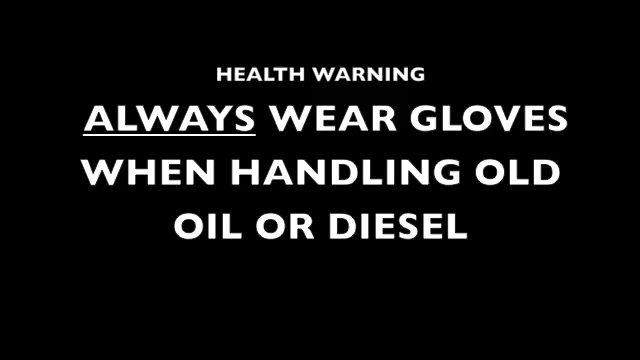 HEALTH WARNING
ALWAYS WEAR GLOVES
WHEN HANDLING OLD
OIL OR DIESEL